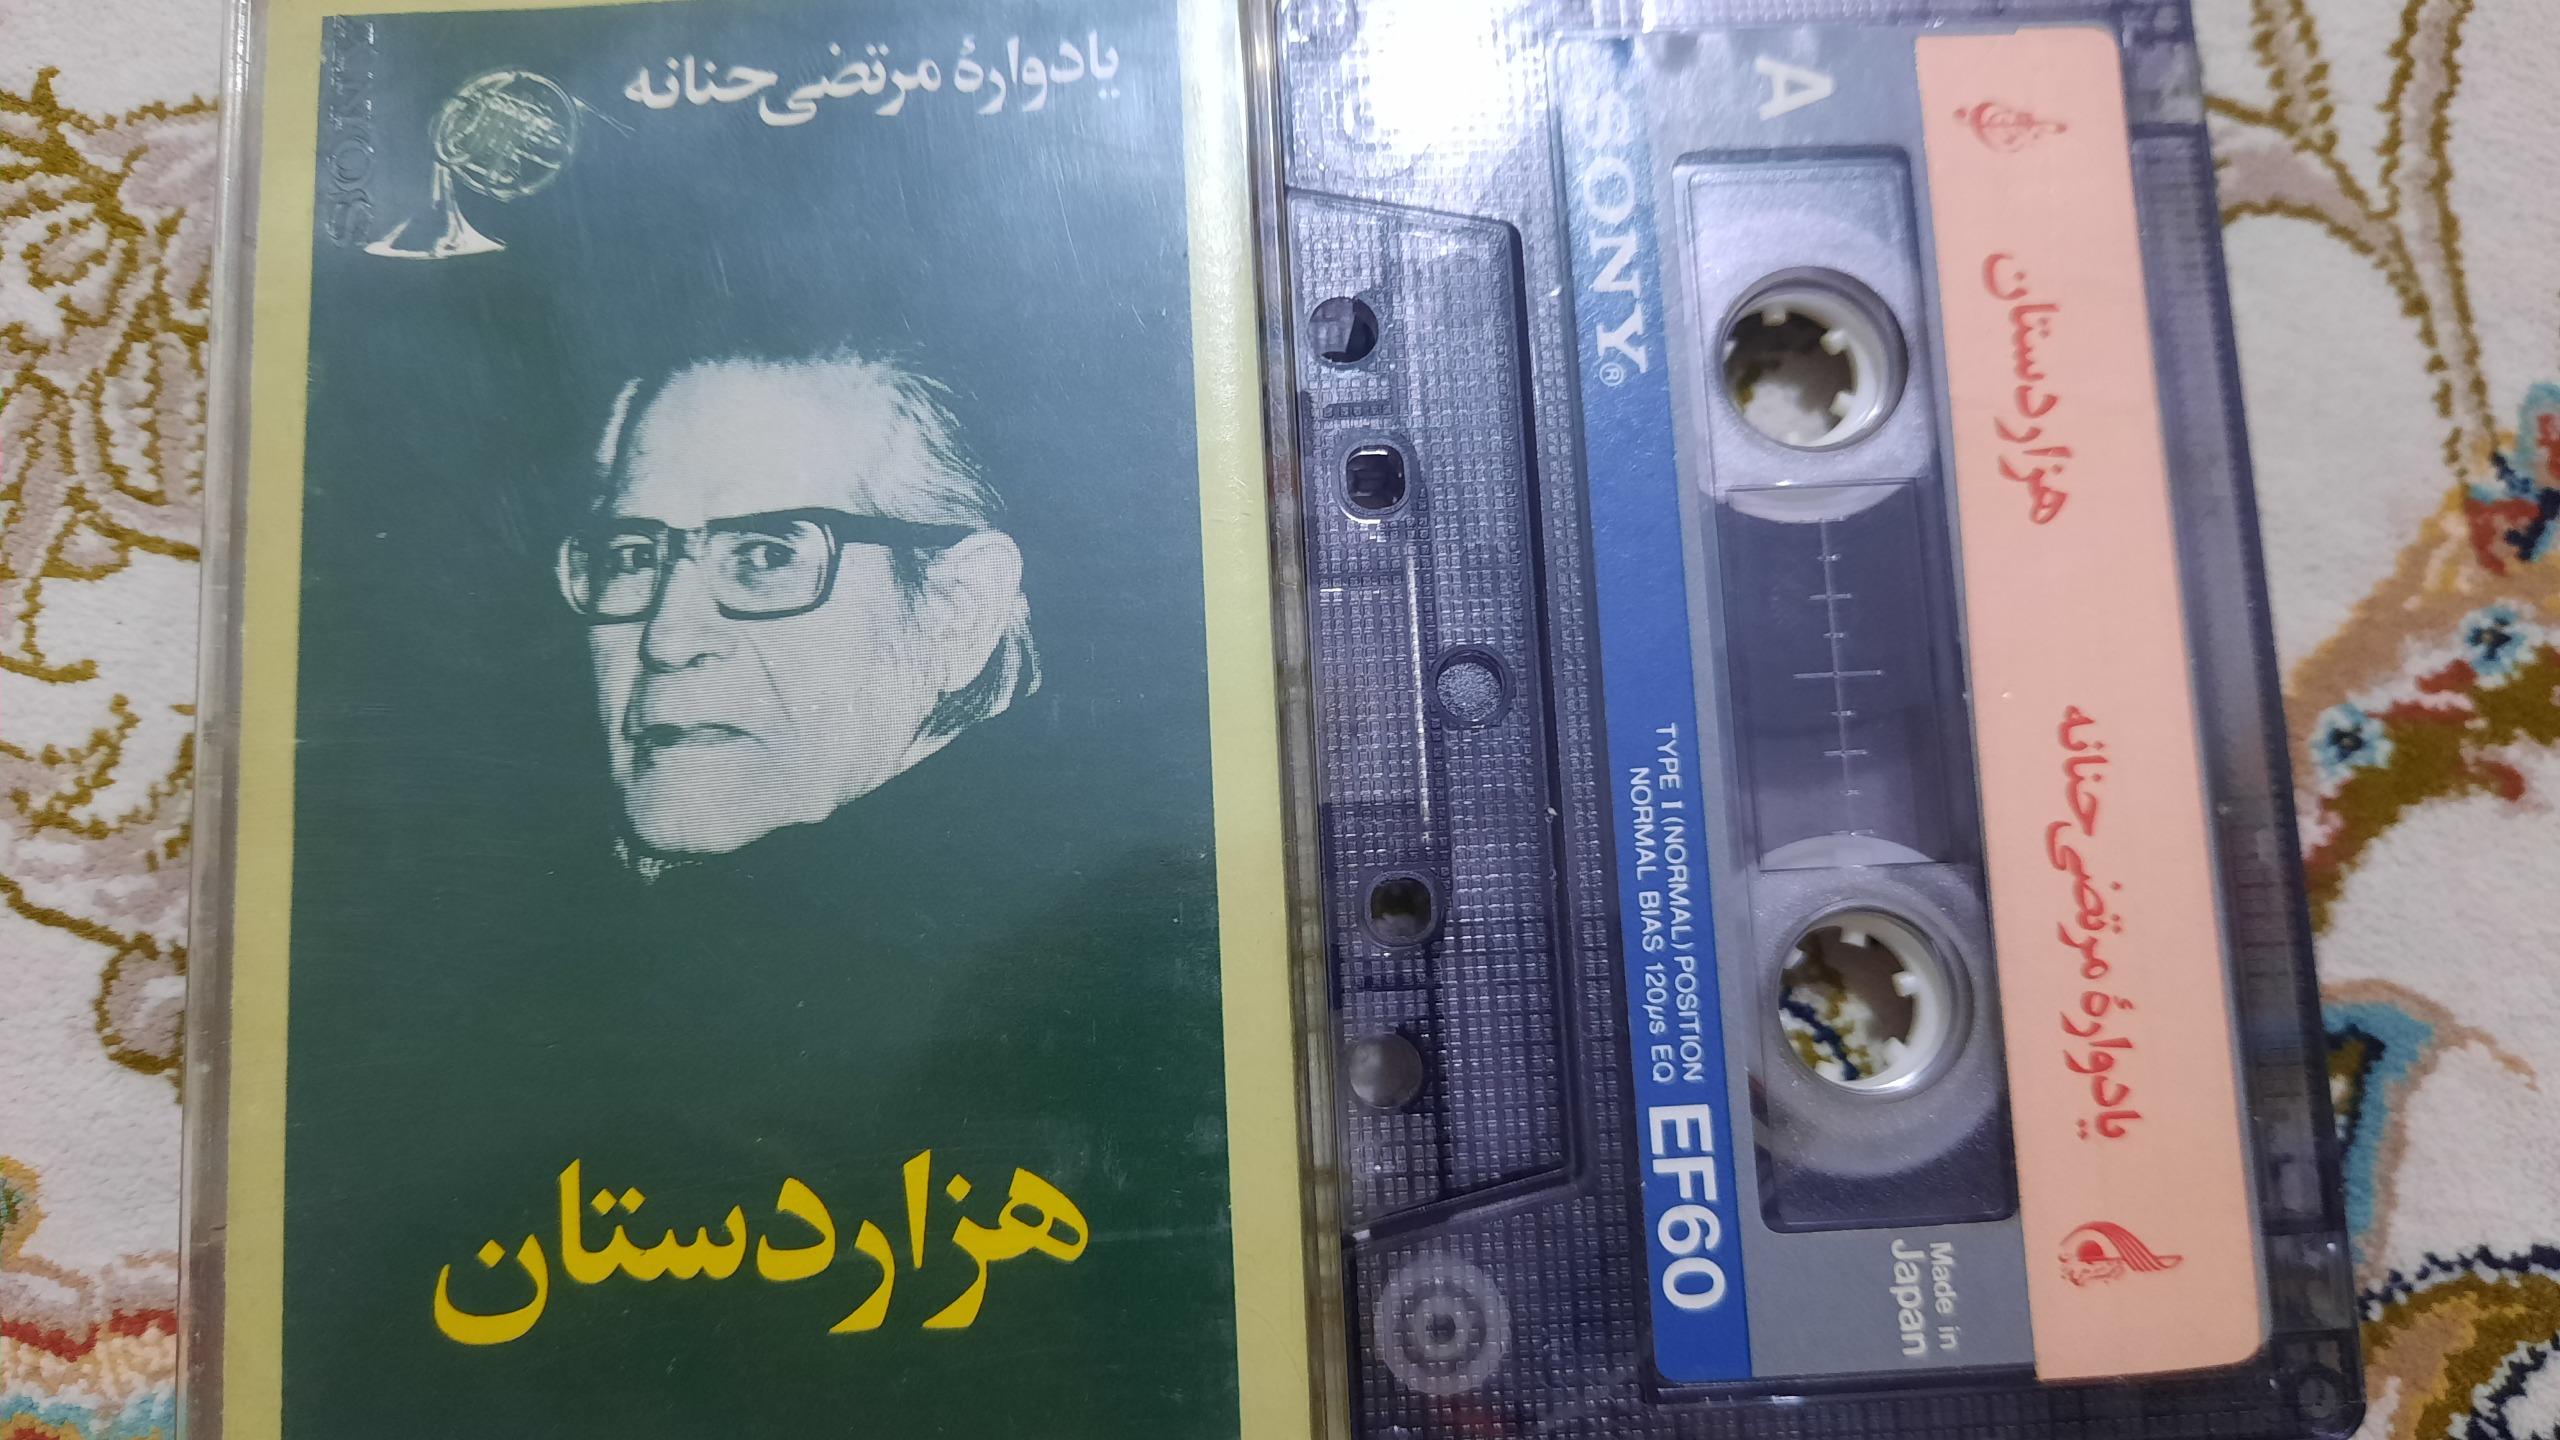 یادوارهٔ مرتضی حنانه
هزاردستان
SONY
A
SONY®
TYPE I (NORMAL) POSITION
NORMAL BIAS 120μs EQ
EF60
Made in
Japan
هزاردستان
یادوارهٔ مرتضی حنانه